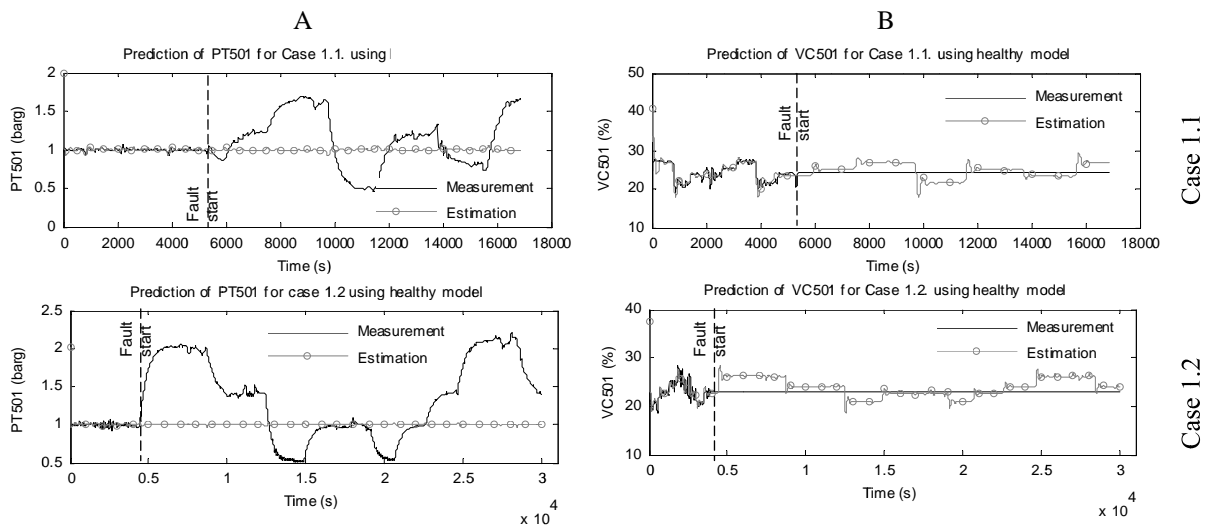 A
B
Prediction of PT501 for Case 1.1. using
PT501 (barg)
2
1.5
1
0.5
0
Fault
start
Measurement
Estimation
0 2000 4000 6000 8000 10000 12000 14000 16000 18000
Time (s)
Prediction of VC501 for Case 1.1. using healthy model
VC501 (%)
50
40
30
20
10
Fault
start
Measurement
Estimation
0 2000 4000 6000 8000 10000 12000 14000 16000 18000
Time (s)
Case 1.1
Prediction of PT501 for case 1.2 using healthy model
PT501 (barg)
2.5
2
1.5
1
0.5
Fault
start
Measurement
Estimation
0 0.5 1 1.5 2 2.5 3
Time (s)
x 10 4
Prediction of VC501 for Case 1.2. using healthy model
VC501 (%)
40
30
20
10
Fault
start
Measurement
Estimation
0 0.5 1 1.5 2 2.5 3
Time (s)
x 10 4
Case 1.2